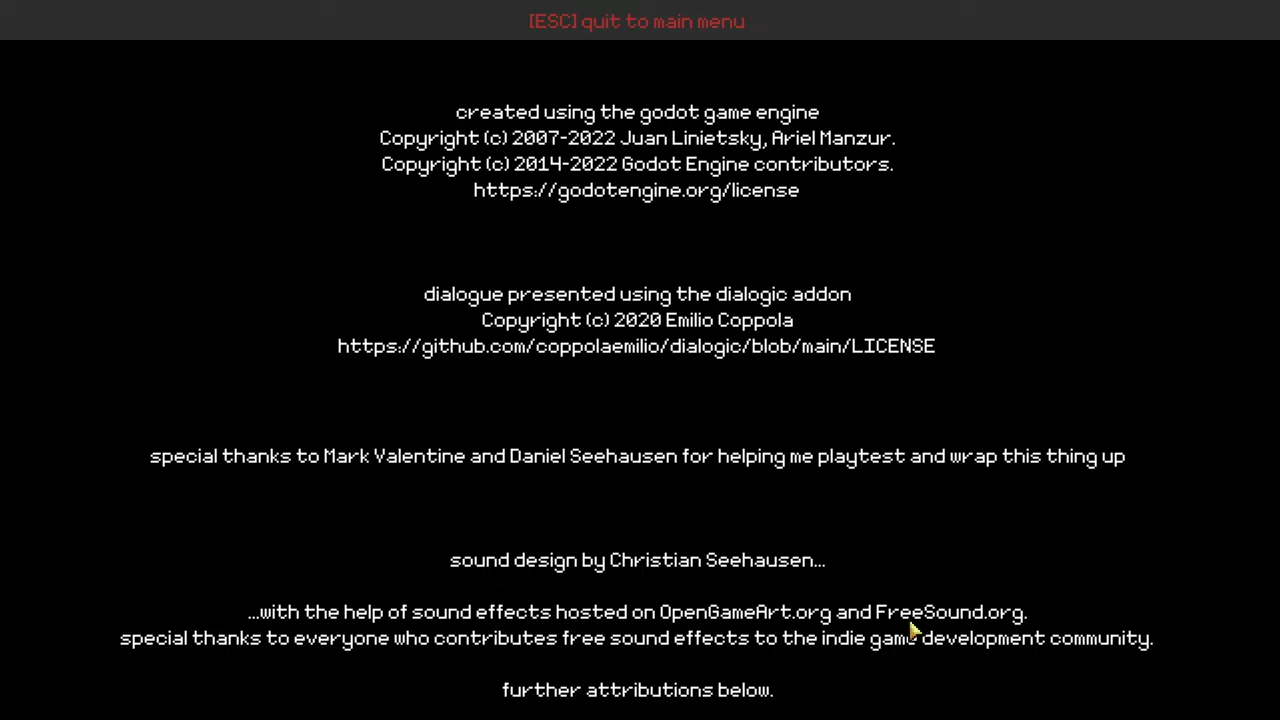 [ESC] quit to main menu
created using the godot game engine
Copyright (c) 2007-2022 Juan Linietsky, Ariel Manzur.
Copyright (c) 2014-2022 Godot Engine contributors.
https://godotengine.org/license
dialogue presented using the dialogic addon
Copyright (c) 2020 Emilio Coppola
https://github.com/coppolaemilio/dialogic/blob/main/LICENSE
special thanks to Mark Valentine and Daniel Seehausen for helping me playtest and wrap this thing up
sound design by Christian Seehausen...
...with the help of sound effects hosted on OpenGameArt.org and FreeSound.org.
special thanks to everyone who contributes free sound effects to the indie game development community.
further attributions below.